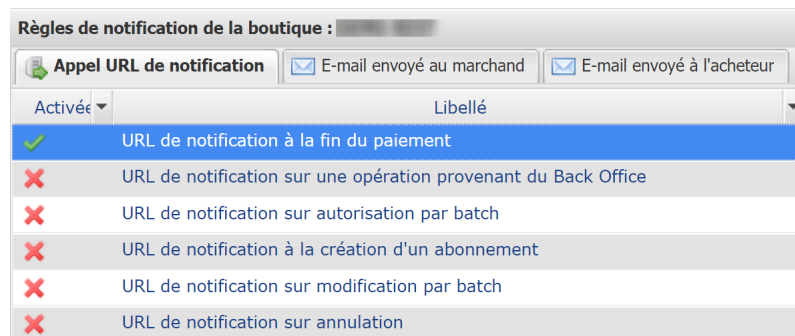 Règles de notification de la boutique :
Appel URL de notification E-mail envoyé au marchand E-mail envoyé à l'acheteur
Activée Libellé
URL de notification à la fin du paiement
URL de notification sur une opération provenant du Back Office
URL de notification sur autorisation par batch
URL de notification à la création d'un abonnement
URL de notification sur modification par batch
URL de notification sur annulation